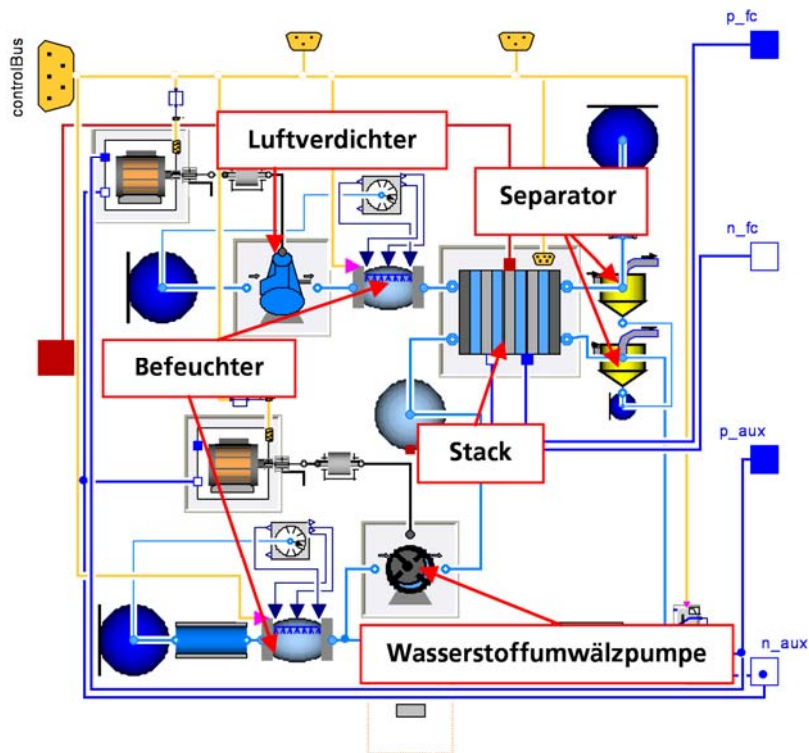 p_fc
controlBus
Luftverdichter
Separator
n_fc
Befeuchter
p_aux
Stack
Wasserstoffumwälzpumpe
n_aux